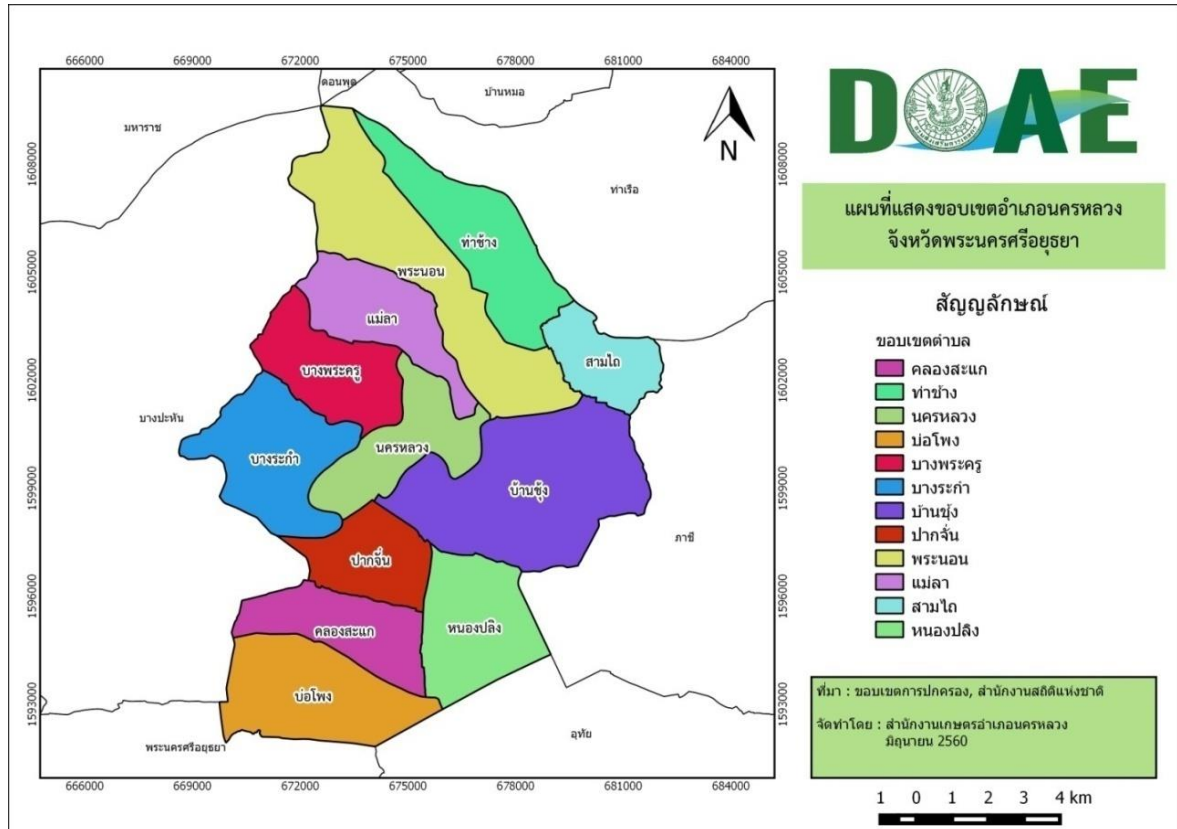 666000 669000 672000 675000 678000 681000 684000
ดอนพุด
บ้านหมอ
มหาราช
ท่าเรือ
1608000
1608000
ท่าช้าง
พระนอน
1605000
1605000
แม่ลา
สามไถ
บางพระครู
1602000
1602000
บางปะหัน
นครหลวง
บางระกำ
บ้านชุ้ง
1599000
1599000
ภาชี
ปากจั่น
1596000
1596000
คลองสะแก
หนองปลิง
บ่อโพง
1593000
1593000
พระนครศรีอยุธยา
อุทัย
666000 669000 672000 675000 678000 681000 684000
N
DOAE
แผนที่แสดงขอบเขตอำเภอนครหลวง
จังหวัดพระนครศรีอยุธยา
สัญญลักษณ์
ขอบเขตตำบล
คลองสะแก
ท่าช้าง
นครหลวง
บ่อโพง
บางพระครู
บางระกำ
บ้านชุ้ง
ปากจั่น
พระนอน
แม่ลา
สามไถ
หนองปลิง
ที่มา : ขอบเขตการปกครอง, สำนักงานสถิติแห่งชาติ
จัดทำโดย : สำนักงานเกษตรอำเภอนครหลวง
มิถุนายน 2560
1 0 1 2 3 4 km